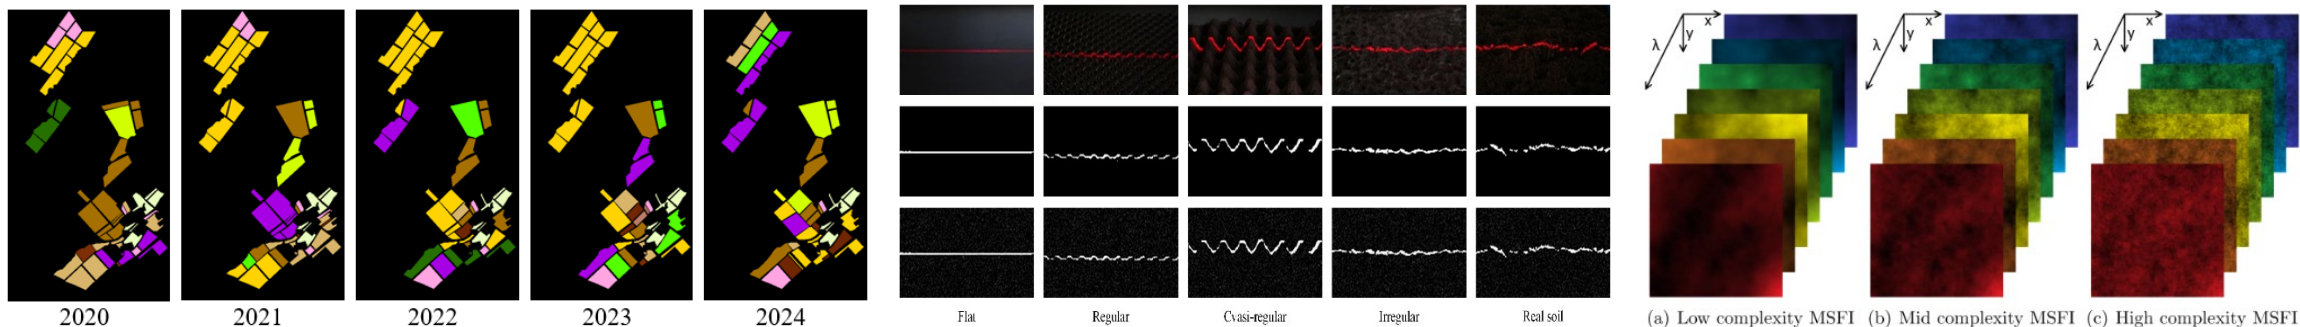 2020 2021 2022 2023 2024
Flat Regular Cvasi-regular Irregular Real soil
x x x
y y y
λ λ λ
(a) Low complexity MSFI (b) Mid complexity MSFI (c) High complexity MSFI